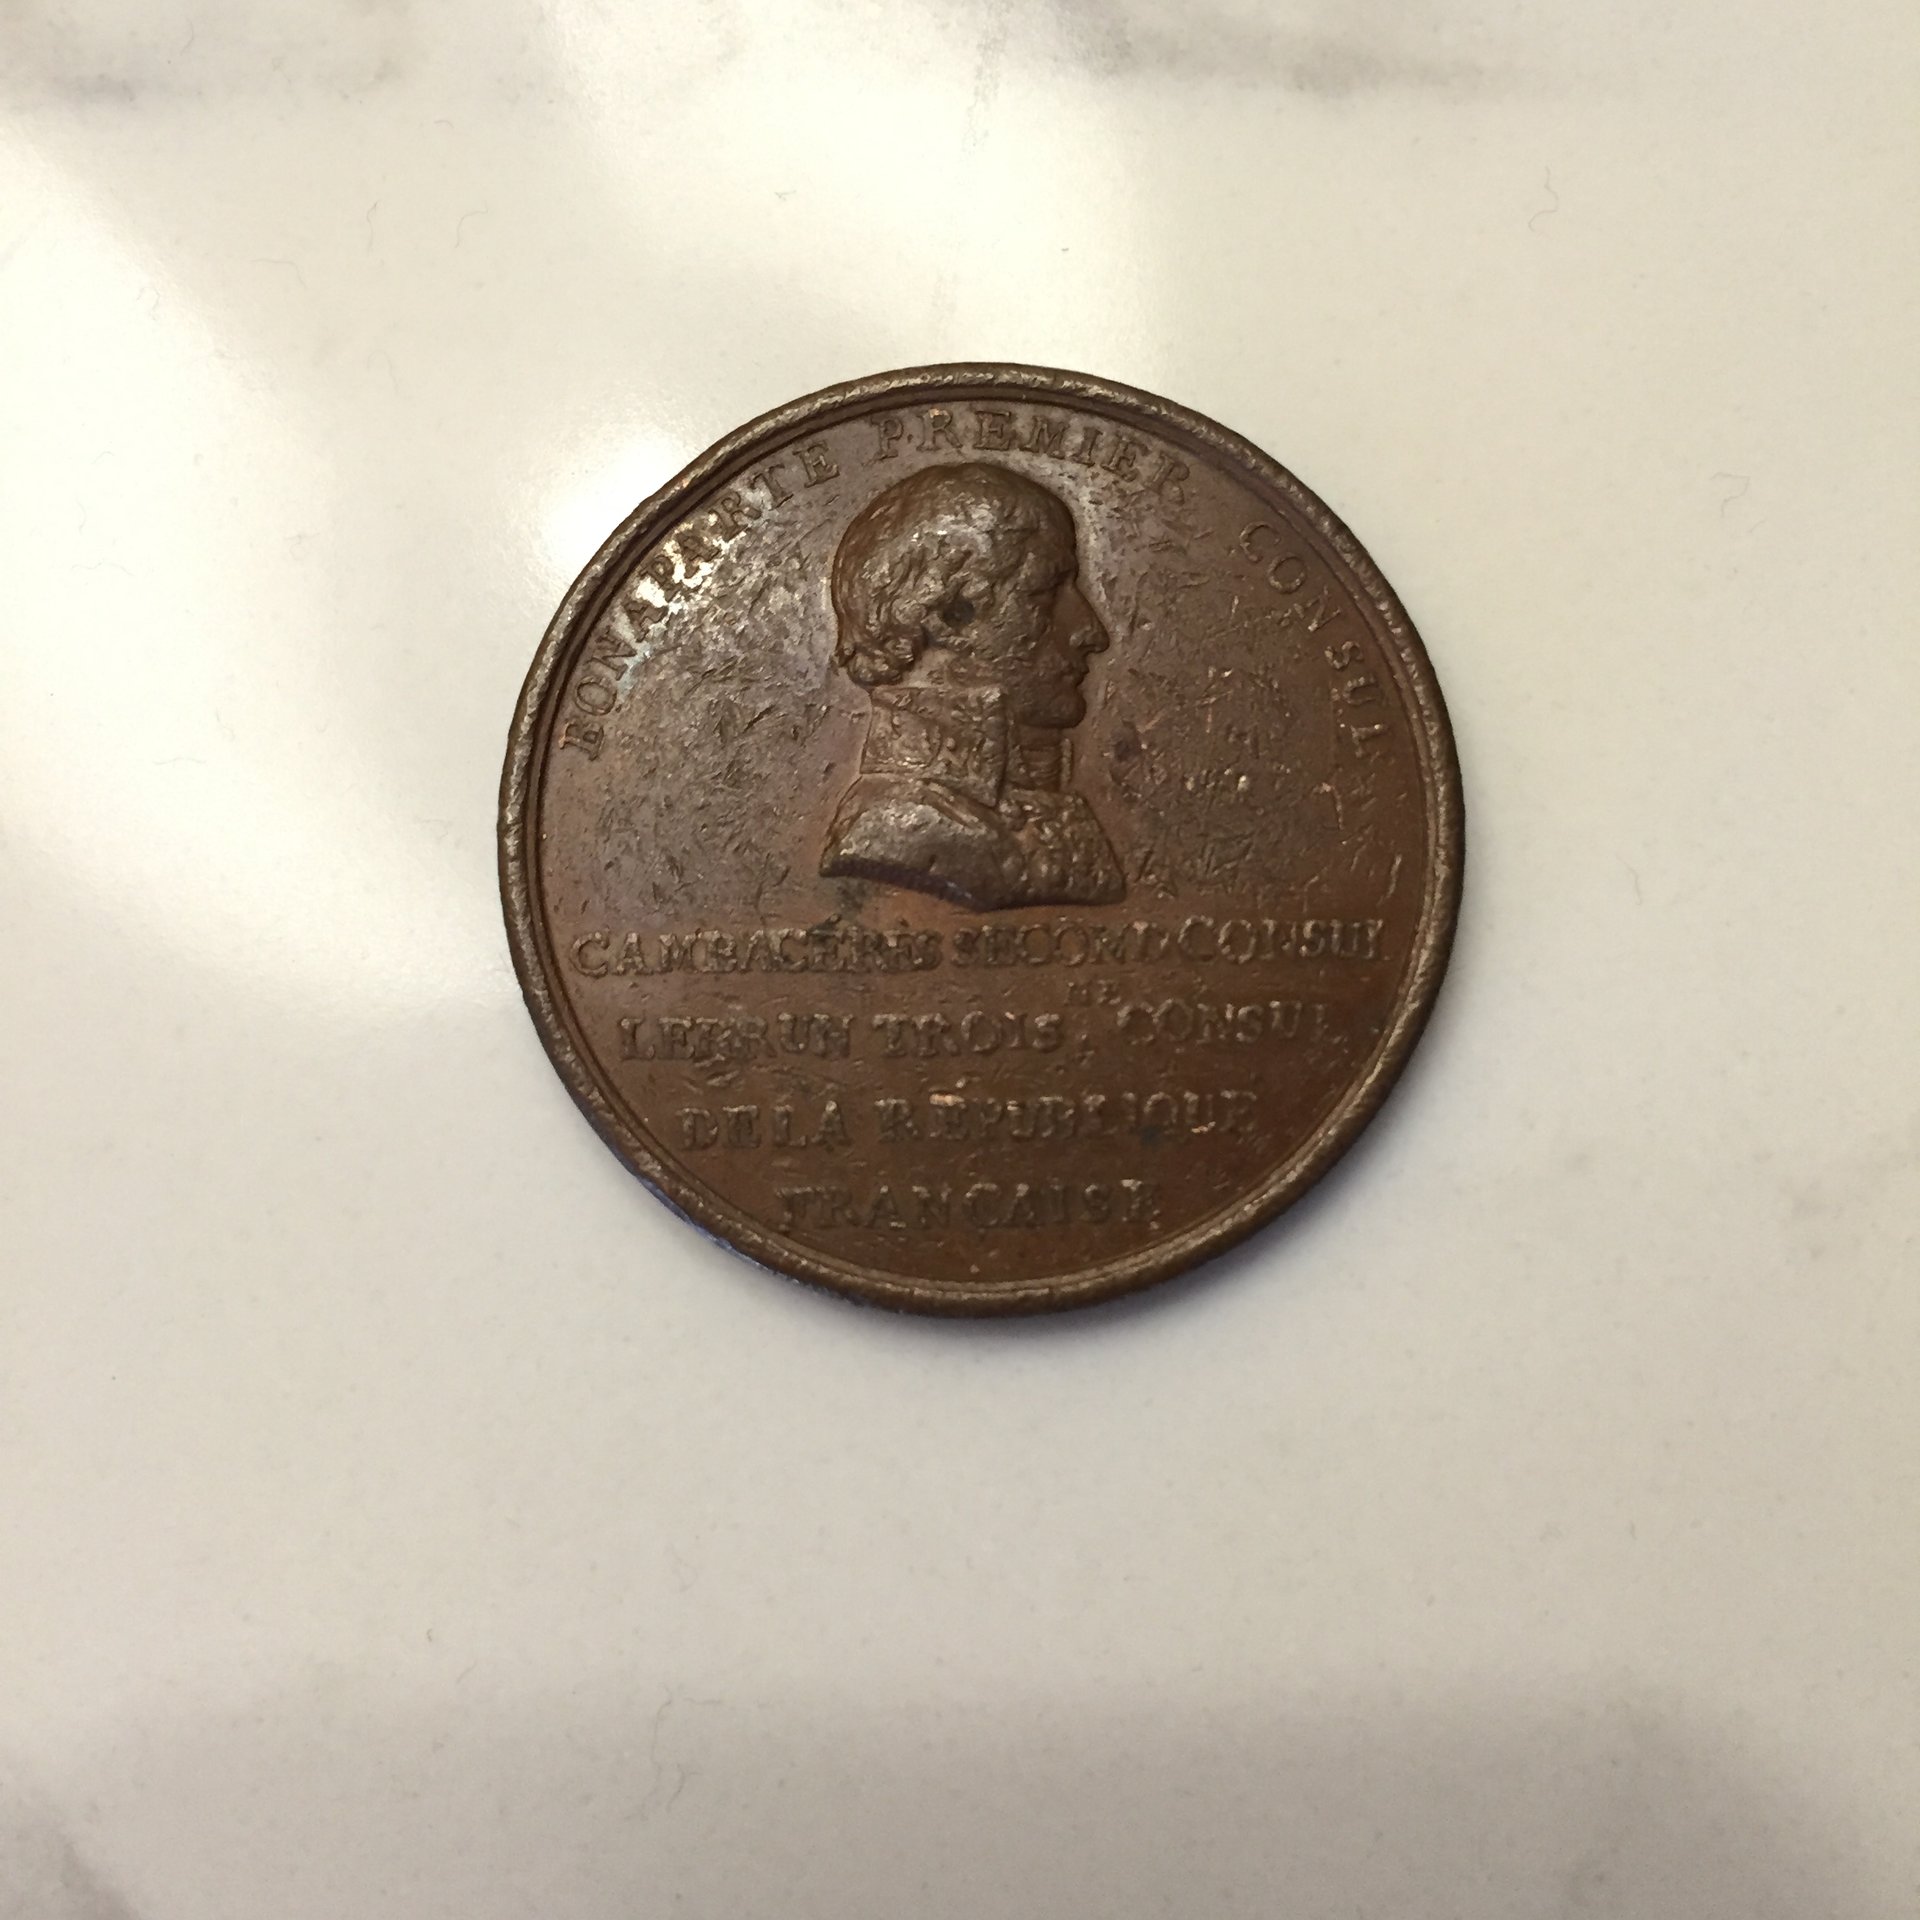 BONAPARTE PREMIER CONSUL
CAMBACÉRÈS SECOND CONSUL
LEBRUN TROIS.ME CONSUL
DE LA RÉPUBLIQUE
FRANÇAISE